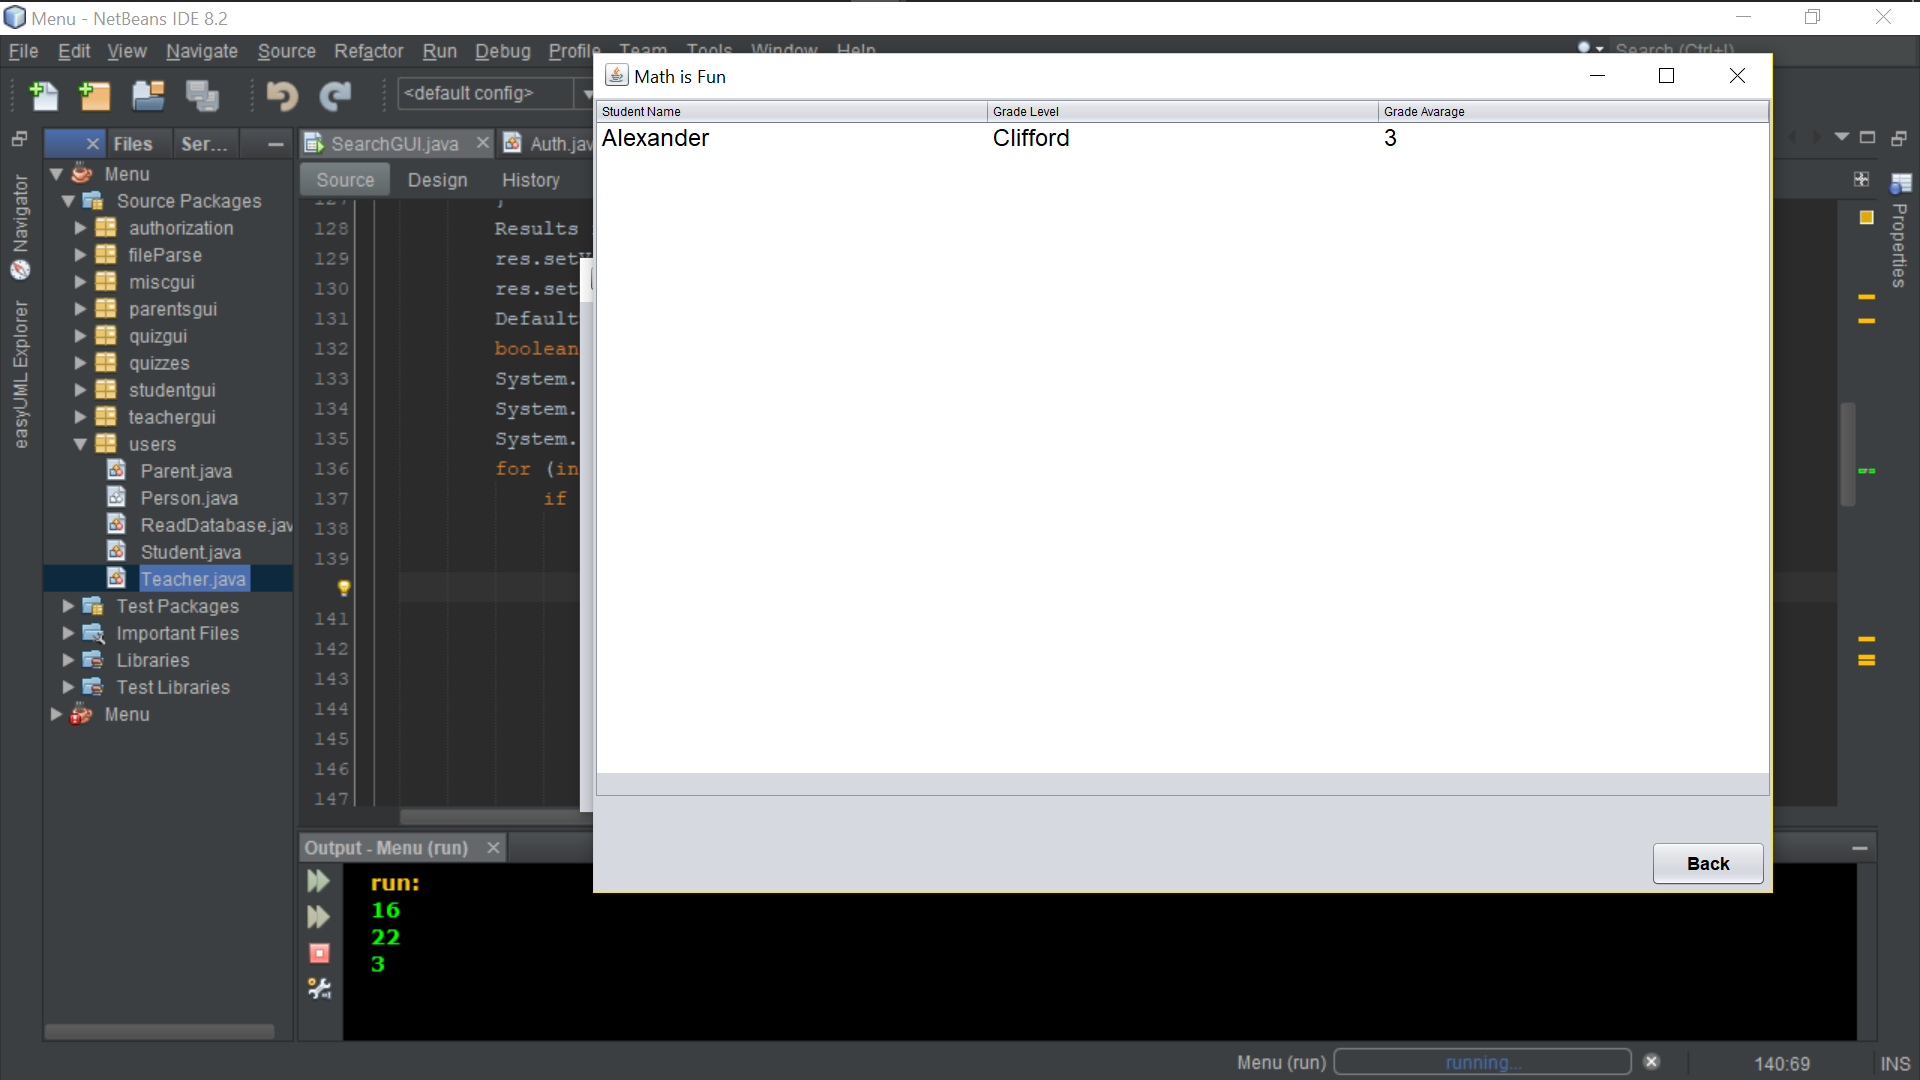 Menu - NetBeans IDE 8.2
File Edit View Navigate Source Refactor Run Debug Profile Team Tools Window Help
Search (Ctrl+I)
<default config>
Math is Fun
Student Name Grade Level Grade Avarage
Alexander Clifford 3
Back
Files Ser...
Navigator
easyUML Explorer
Menu
Source Packages
authorization
fileParse
miscgui
parentsgui
quizgui
quizzes
studentgui
teachergui
users
Parent.java
Person.java
ReadDatabase.jav
Student.java
Teacher.java
Test Packages
Important Files
Libraries
Test Libraries
Menu
SearchGUI.java Auth.jav
Source Design History
127 }
128 Results
129 res.set
130 res.set
131 Default
132 boolean
133 System.
134 System.
135 System.
136 for (in
137 if
138
139
141
142
143
144
145
146
147
Properties
Output - Menu (run)
run:
16
22
3
Menu (run) running... 140:69 INS